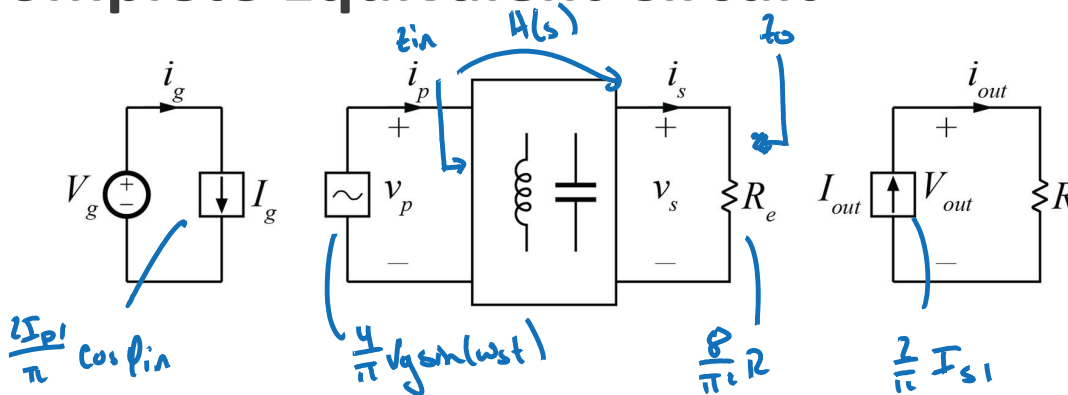 omplete Equivalent Circuit
Zin H(s) Zo
i_g i_p i_s i_out
+ + +
V_g + − I_g v_p v_s R_e I_out V_out R
− − −
2I_p1/π cos φin 4/π Vg sin(ωst) 8/π² R 2/π I_s1